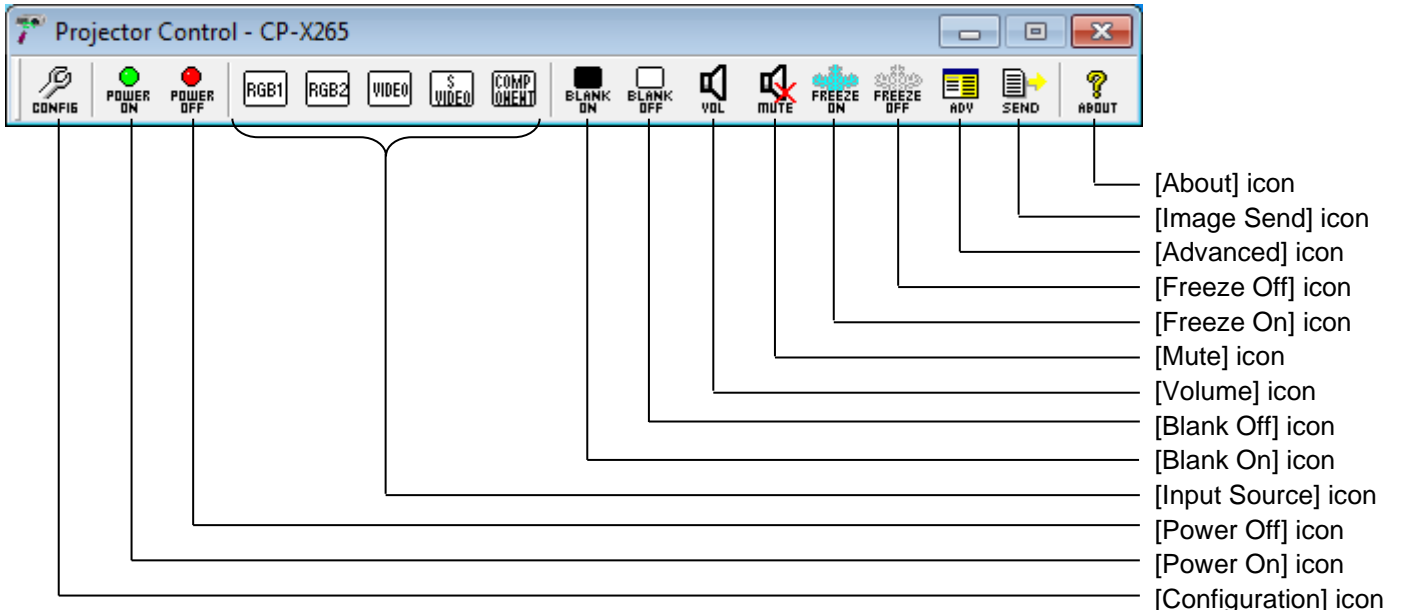 Projector Control - CP-X265
CONFIG
POWER ON
POWER OFF
RGB1
RGB2
VIDEO
S VIDEO
COMP ONENT
BLANK ON
BLANK OFF
VOL
MUTE
FREEZE ON
FREEZE OFF
ADV
SEND
ABOUT
[About] icon
[Image Send] icon
[Advanced] icon
[Freeze Off] icon
[Freeze On] icon
[Mute] icon
[Volume] icon
[Blank Off] icon
[Blank On] icon
[Input Source] icon
[Power Off] icon
[Power On] icon
[Configuration] icon